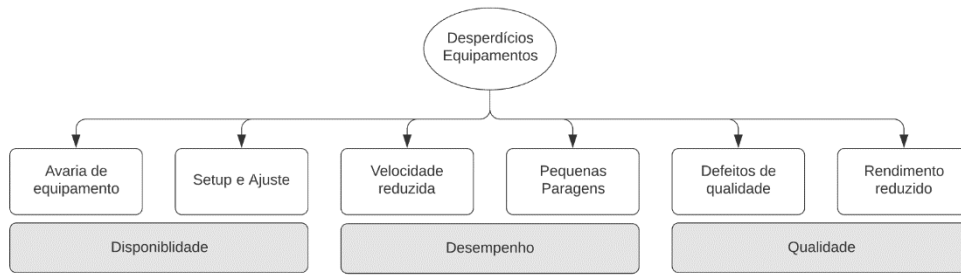 Desperdícios
Equipamentos
Avaria de
equipamento
Setup e Ajuste
Velocidade
reduzida
Pequenas
Paragens
Defeitos de
qualidade
Rendimento
reduzido
Disponiblidade
Desempenho
Qualidade